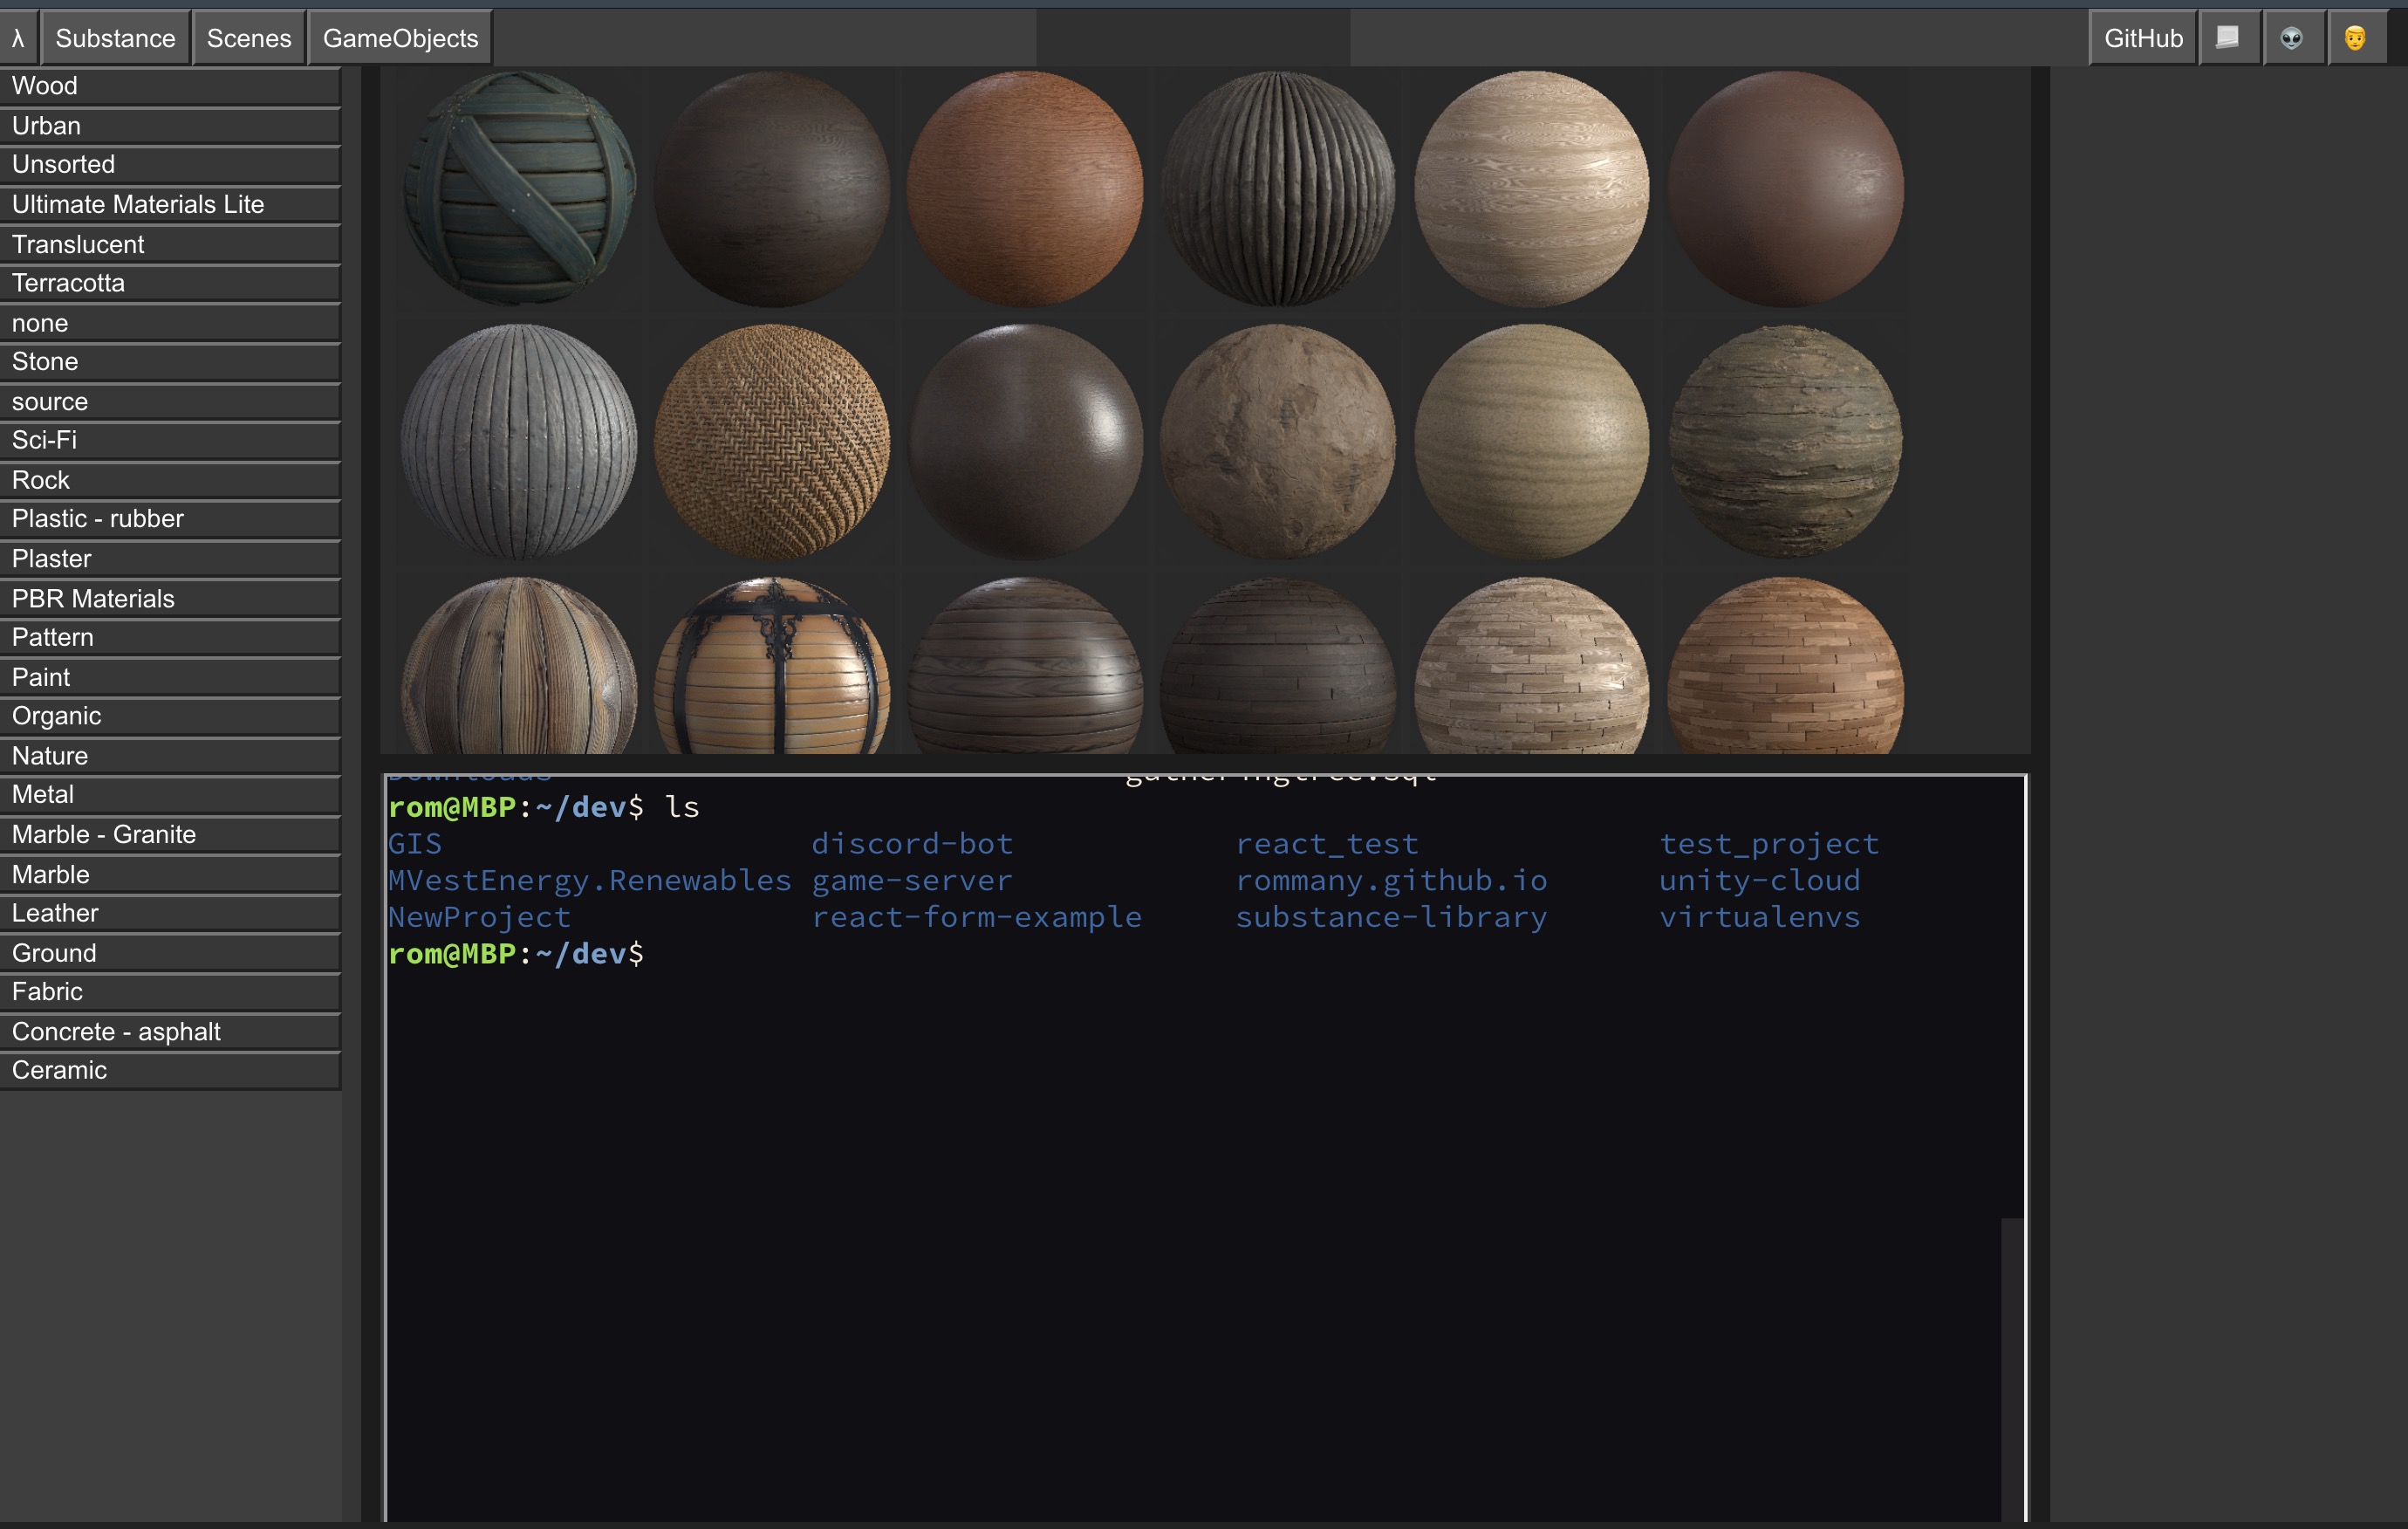 λ Substance Scenes GameObjects GitHub
Wood
Urban
Unsorted
Ultimate Materials Lite
Translucent
Terracotta
none
Stone
source
Sci-Fi
Rock
Plastic - rubber
Plaster
PBR Materials
Pattern
Paint
Organic
Nature
Metal
Marble - Granite
Marble
Leather
Ground
Fabric
Concrete - asphalt
Ceramic
Downloads gatheringtree.sql
rom@MBP:~/dev$ ls
GIS discord-bot react_test test_project
MVestEnergy.Renewables game-server rommany.github.io unity-cloud
NewProject react-form-example substance-library virtualenvs
rom@MBP:~/dev$